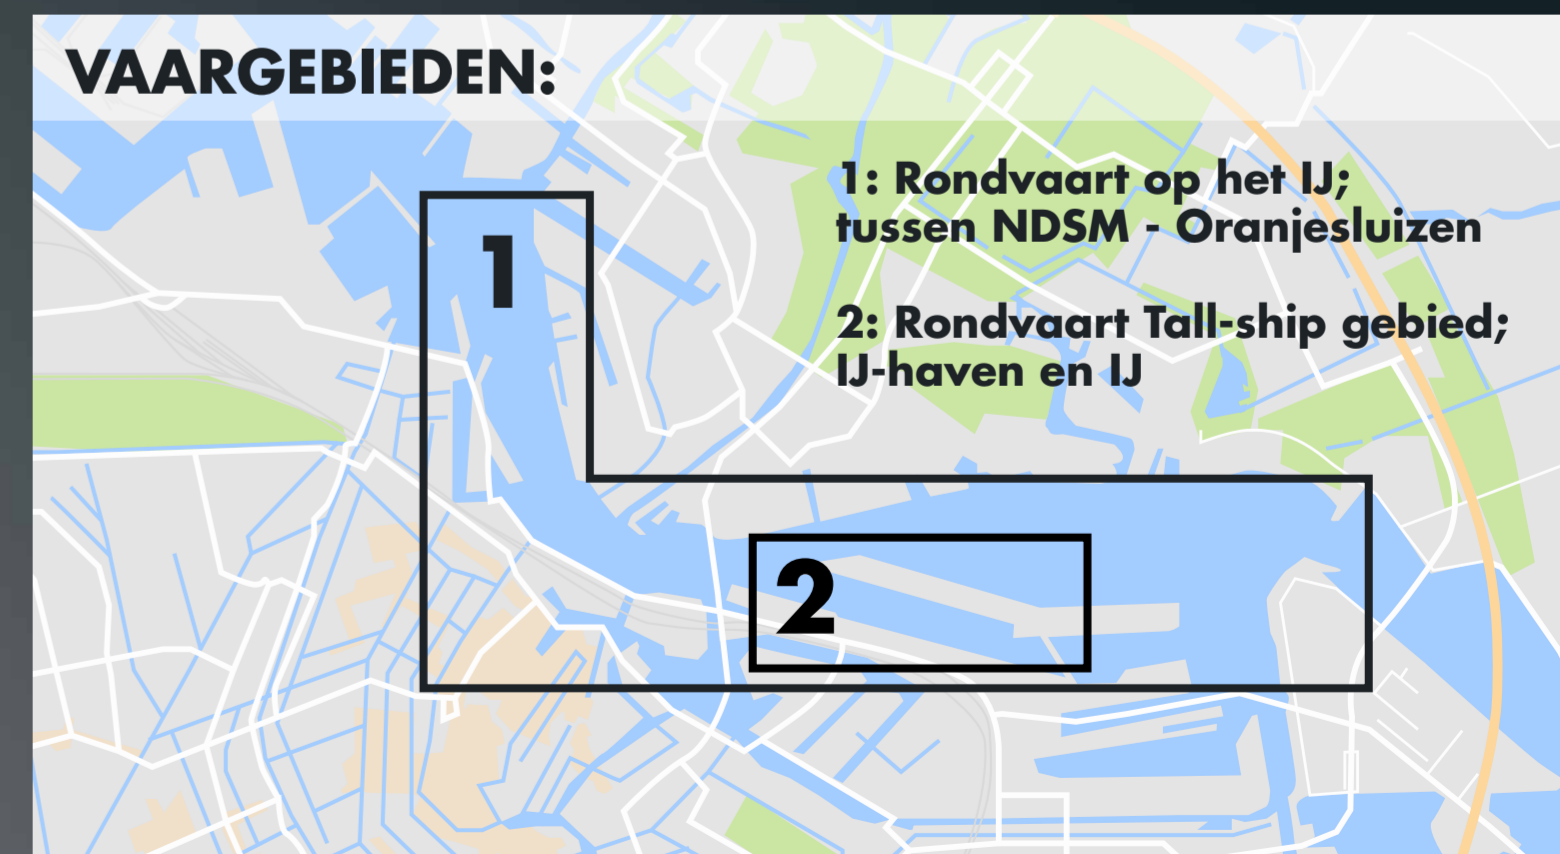 VAARGEBIEDEN:
1: Rondvaart op het IJ;
tussen NDSM - Oranjesluizen
2: Rondvaart Tall-ship gebied;
IJ-haven en IJ
1
2